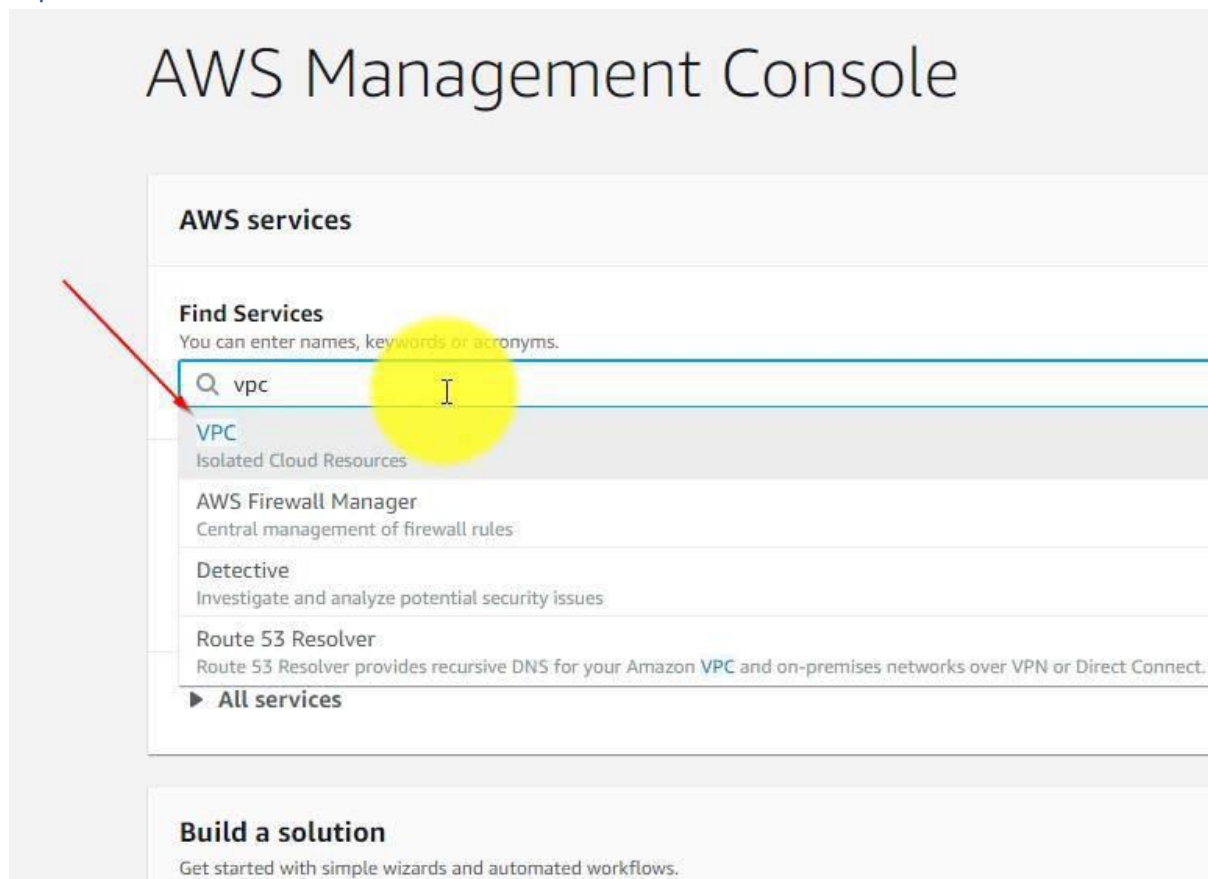 AWS Management Console
AWS services
Find Services
You can enter names, keywords or acronyms.
vpc
VPC
Isolated Cloud Resources
AWS Firewall Manager
Central management of firewall rules
Detective
Investigate and analyze potential security issues
Route 53 Resolver
Route 53 Resolver provides recursive DNS for your Amazon VPC and on-premises networks over VPN or Direct Connect.
All services
Build a solution
Get started with simple wizards and automated workflows.